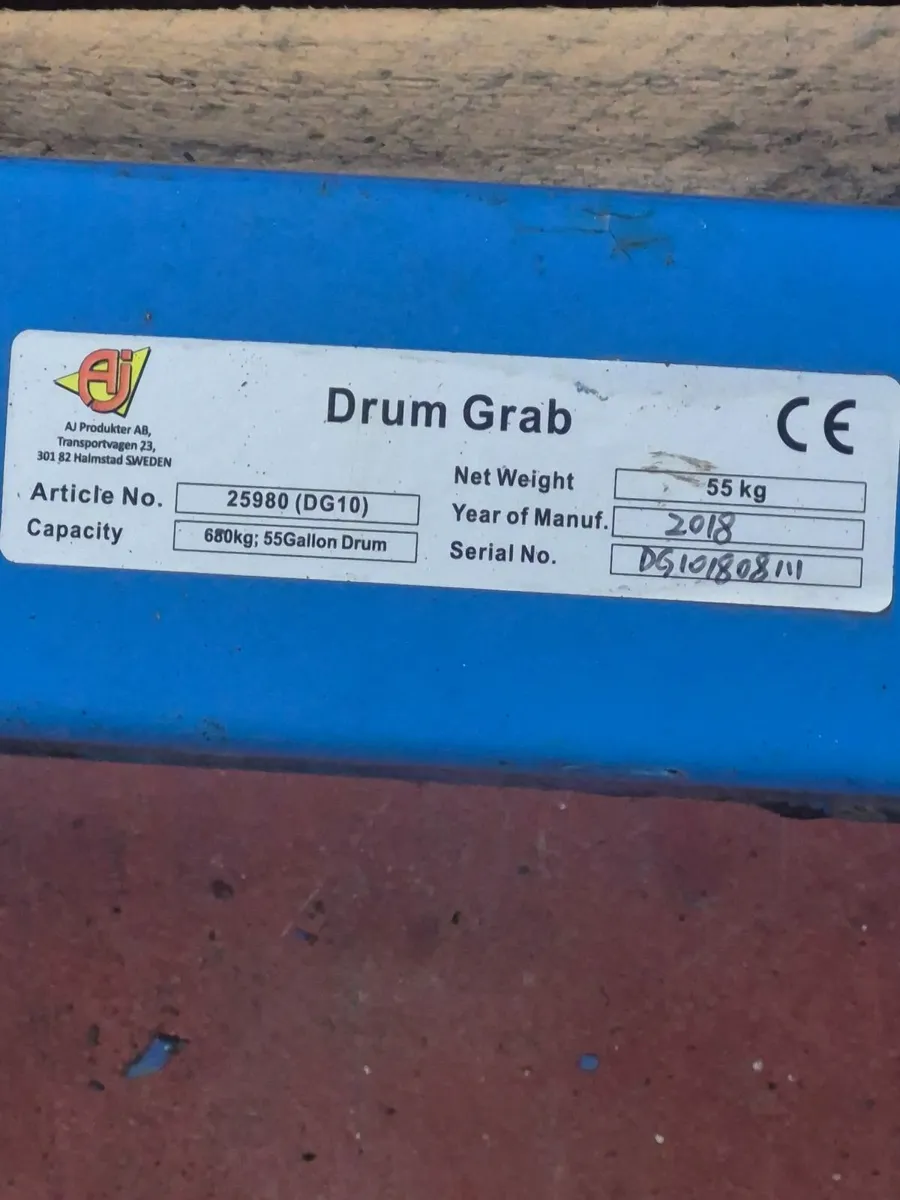 AJ
AJ Produkter AB,
Transportvagen 23,
301 82 Halmstad SWEDEN
Drum Grab
CE
Article No. 25980 (DG10)
Capacity 680kg; 55Gallon Drum
Net Weight 55 kg
Year of Manuf. 2018
Serial No. DG101808111